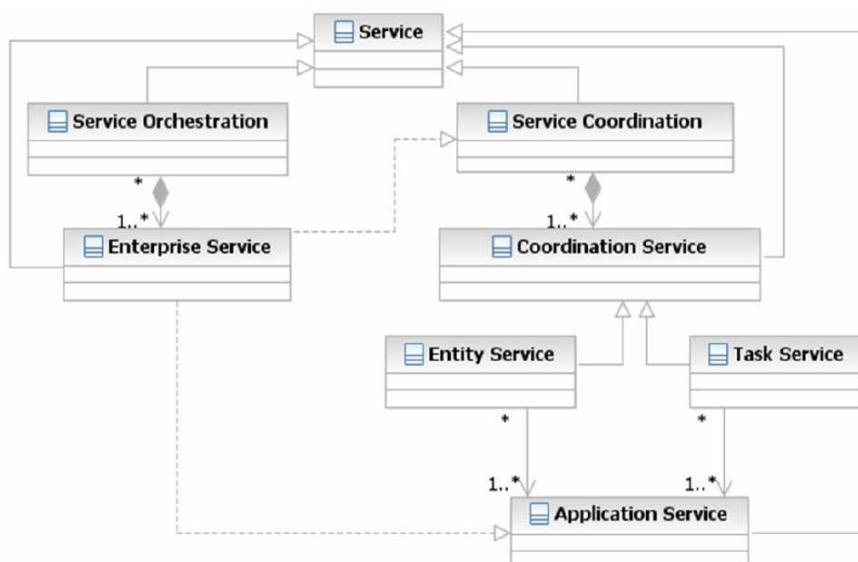 Service
Service Orchestration
Service Coordination
*
*
1..*
1..*
Enterprise Service
Coordination Service
Entity Service
Task Service
*
*
1..*
1..*
Application Service